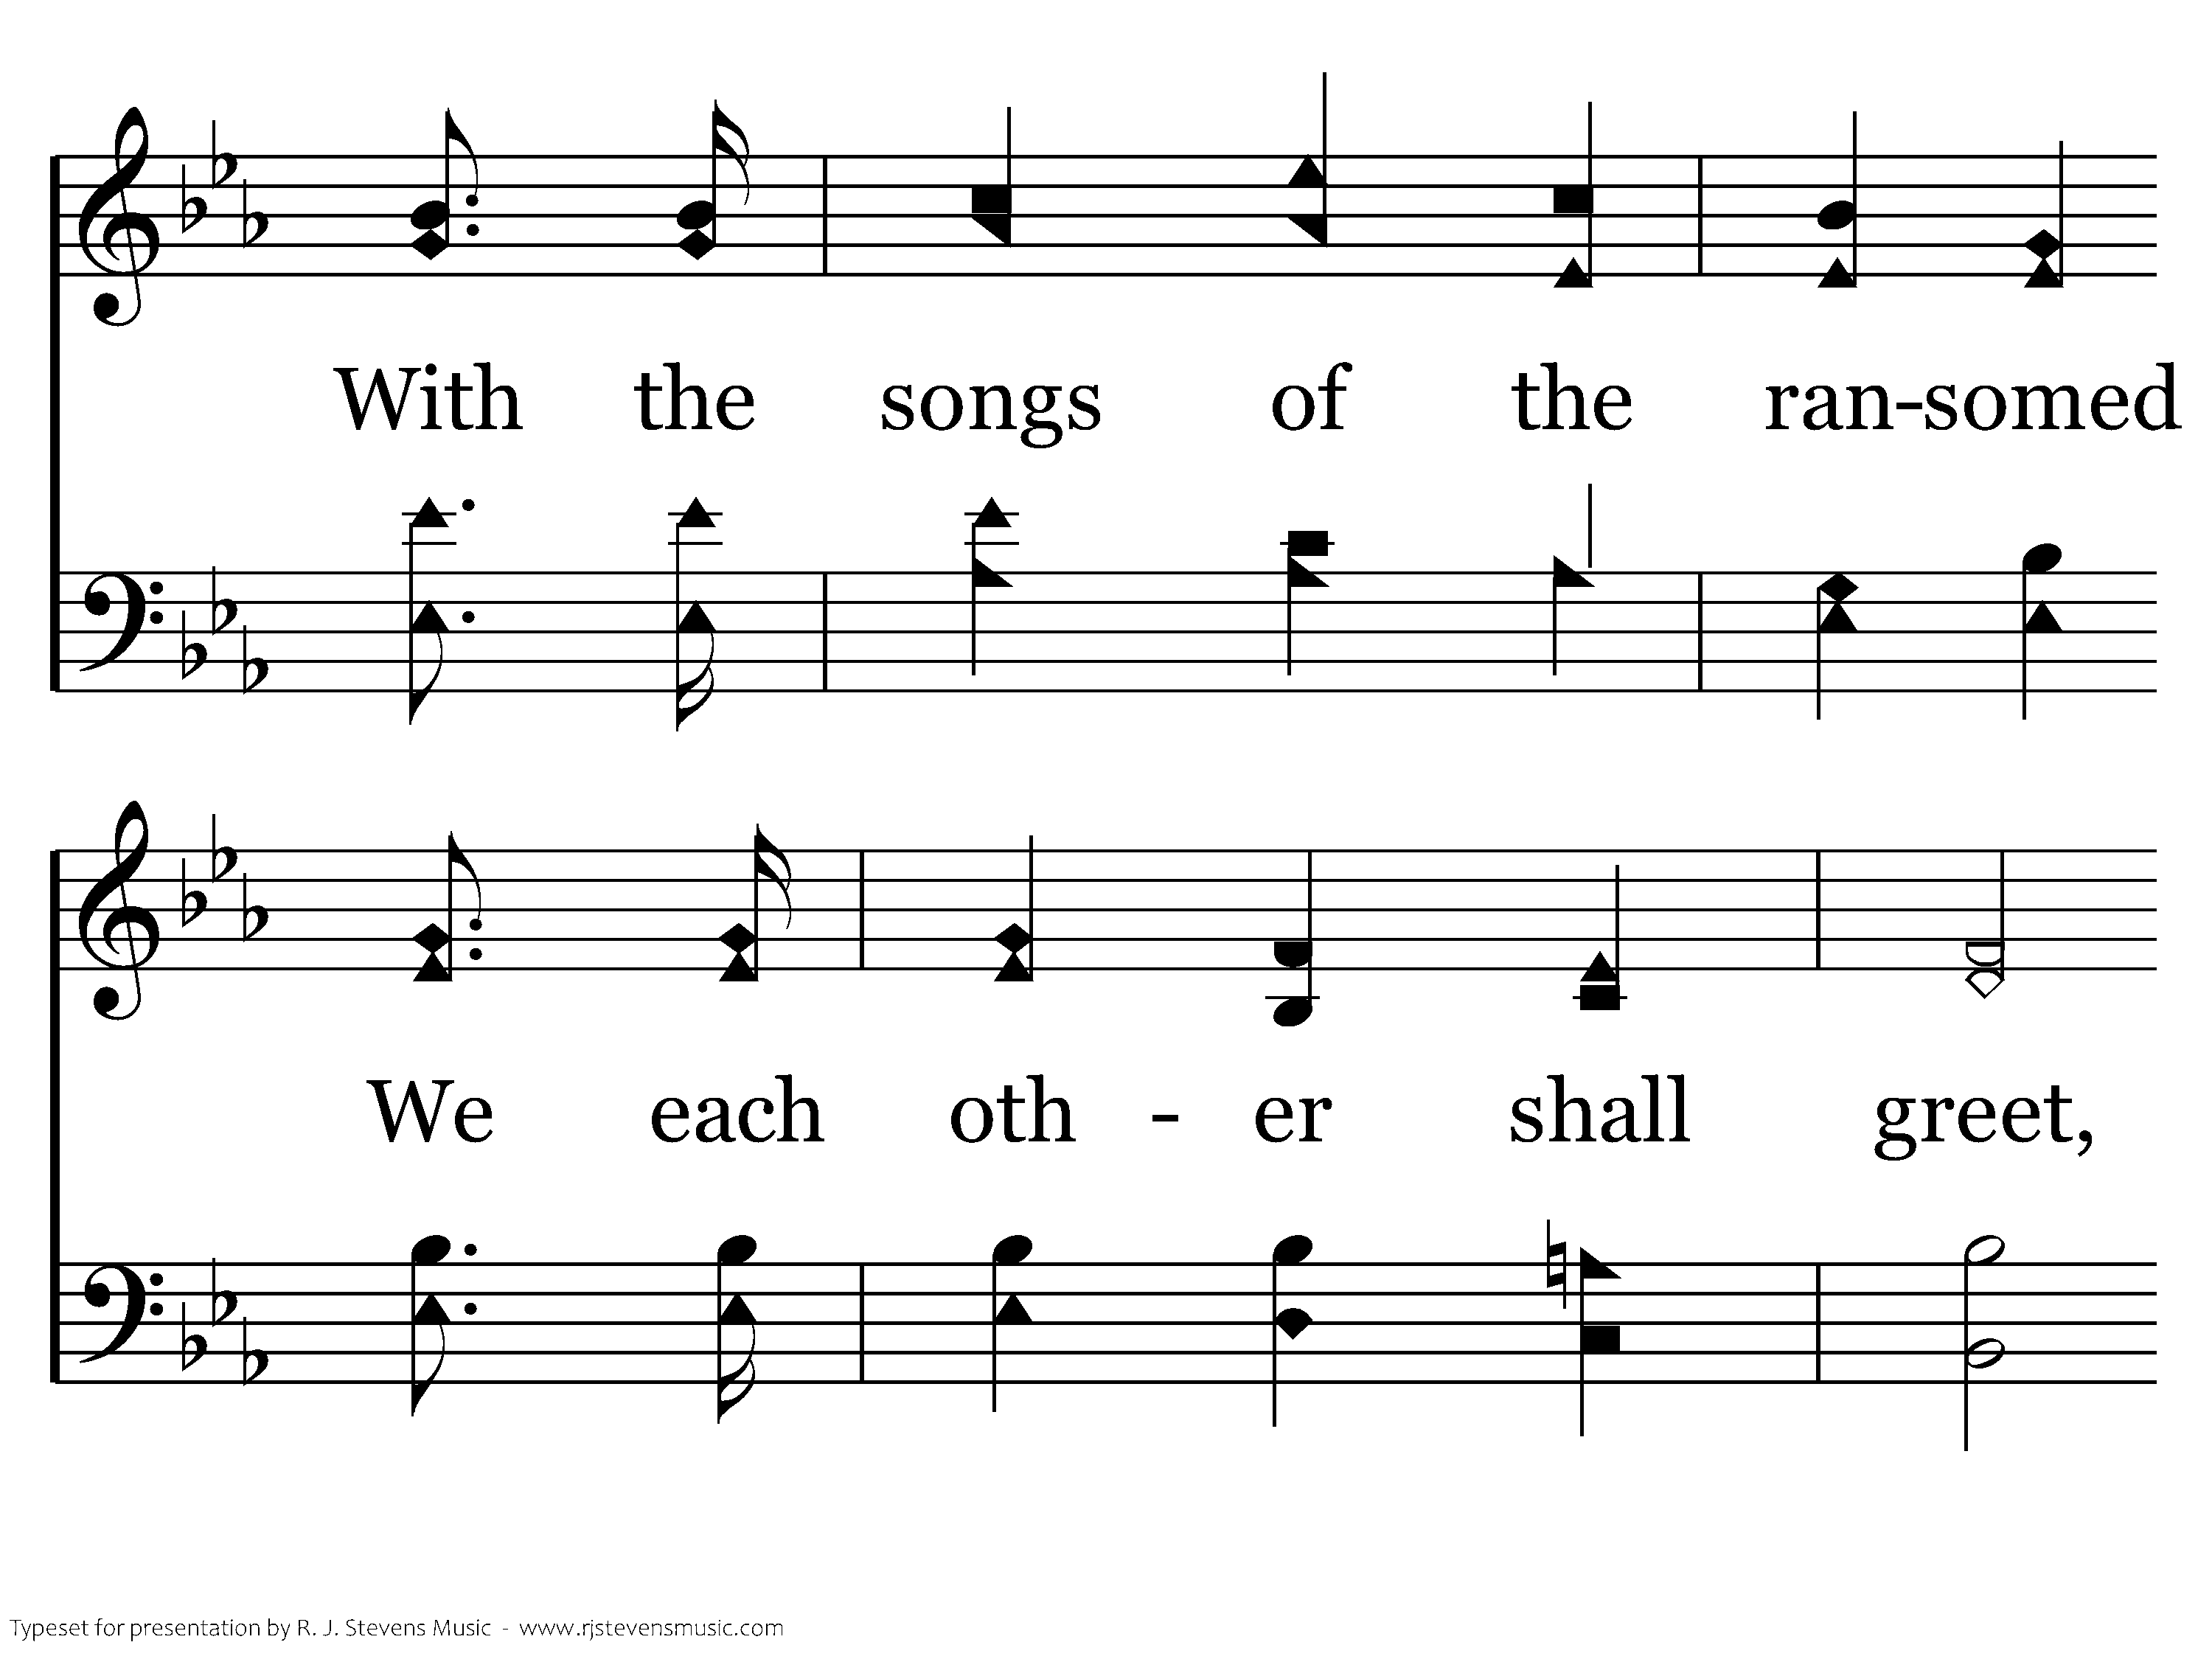 With the songs of the ran-somed
We each oth - er shall greet,
Typeset for presentation by R. J. Stevens Music - www.rjstevensmusic.com